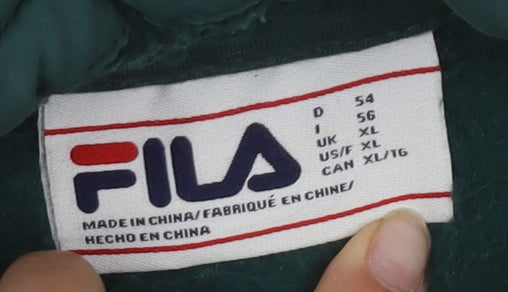 FILA
D 54
I 56
UK XL
US/F XL
CAN XL/TG
MADE IN CHINA/FABRIQUÉ EN CHINE/
HECHO EN CHINA